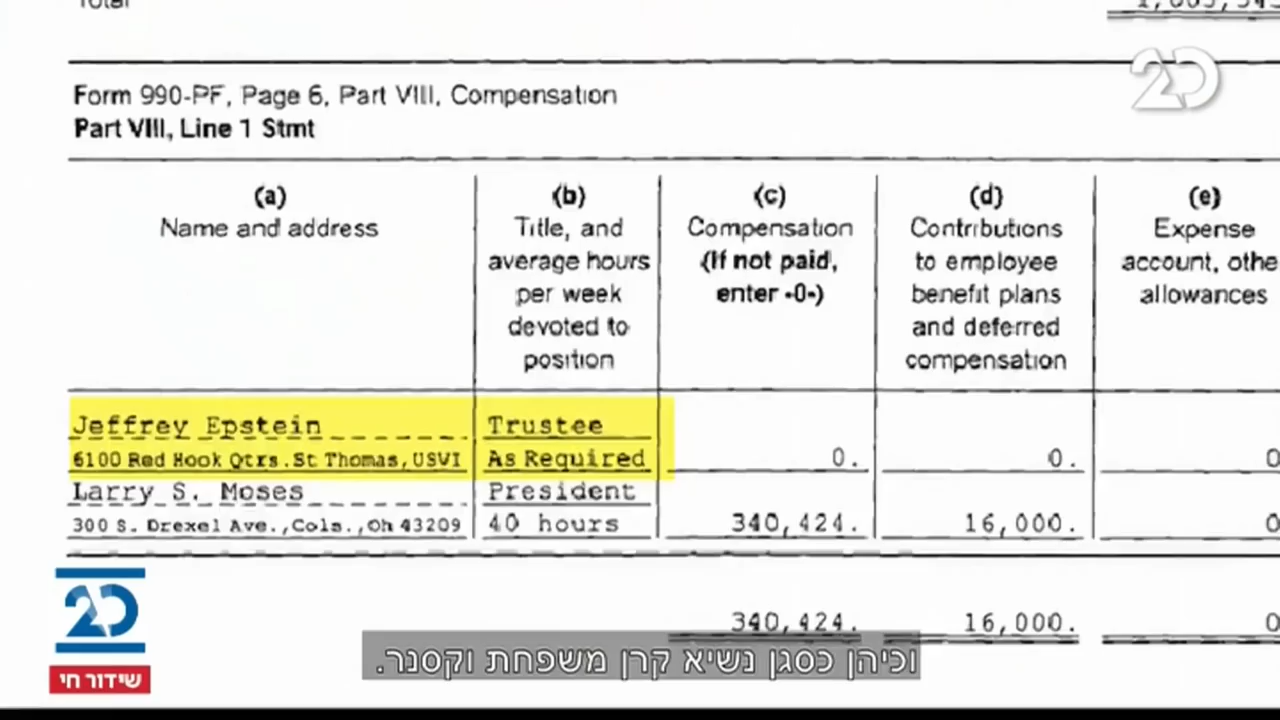 Total
Form 990-PF, Page 6, Part VIII, Compensation
Part VIII, Line 1 Stmt
(a)
Name and address
(b)
Title, and
average hours
per week
devoted to
position
(c)
Compensation
(If not paid,
enter -0-)
(d)
Contributions
to employee
benefit plans
and deferred
compensation
(e)
Expense
account, othe
allowances
Jeffrey Epstein Trustee
6100 Red Hook Qtrs.St Thomas,USVI As Required 0. 0. 0
Larry S. Moses President
300 S. Drexel Ave.,Cols.,Oh 43209 40 hours 340,424. 16,000. 0
340,424. 16,000. 0
וכיהן כסגן נשיא קרן משפחת וקסנר.
20
20
שידור חי